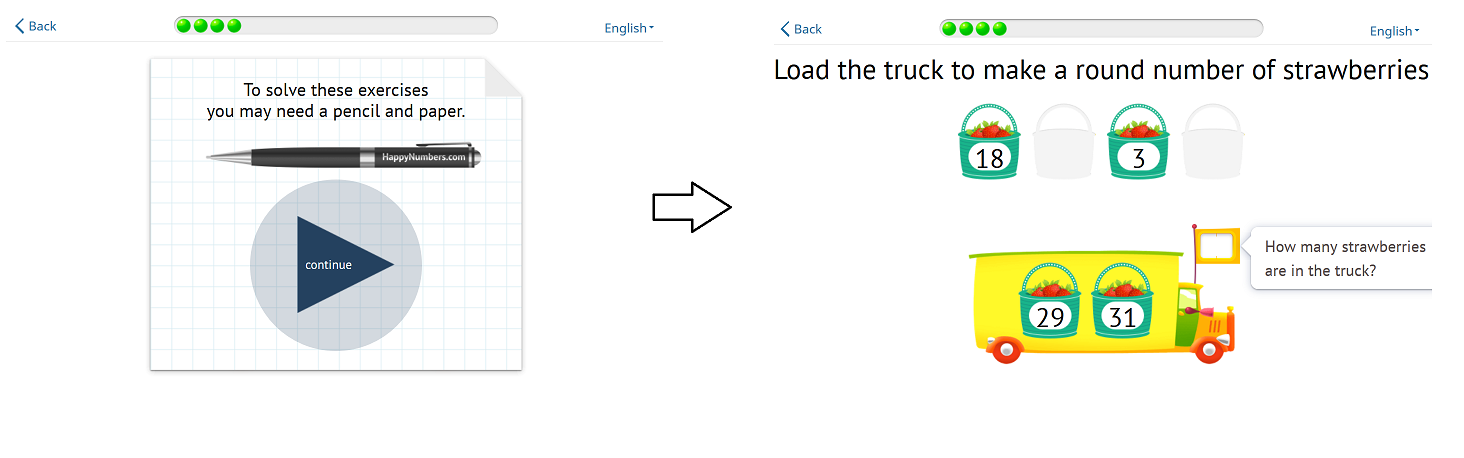 Back
English
To solve these exercises
you may need a pencil and paper.
HappyNumbers.com
continue
Back
English
Load the truck to make a round number of strawberries
18
3
How many strawberries
are in the truck?
29
31